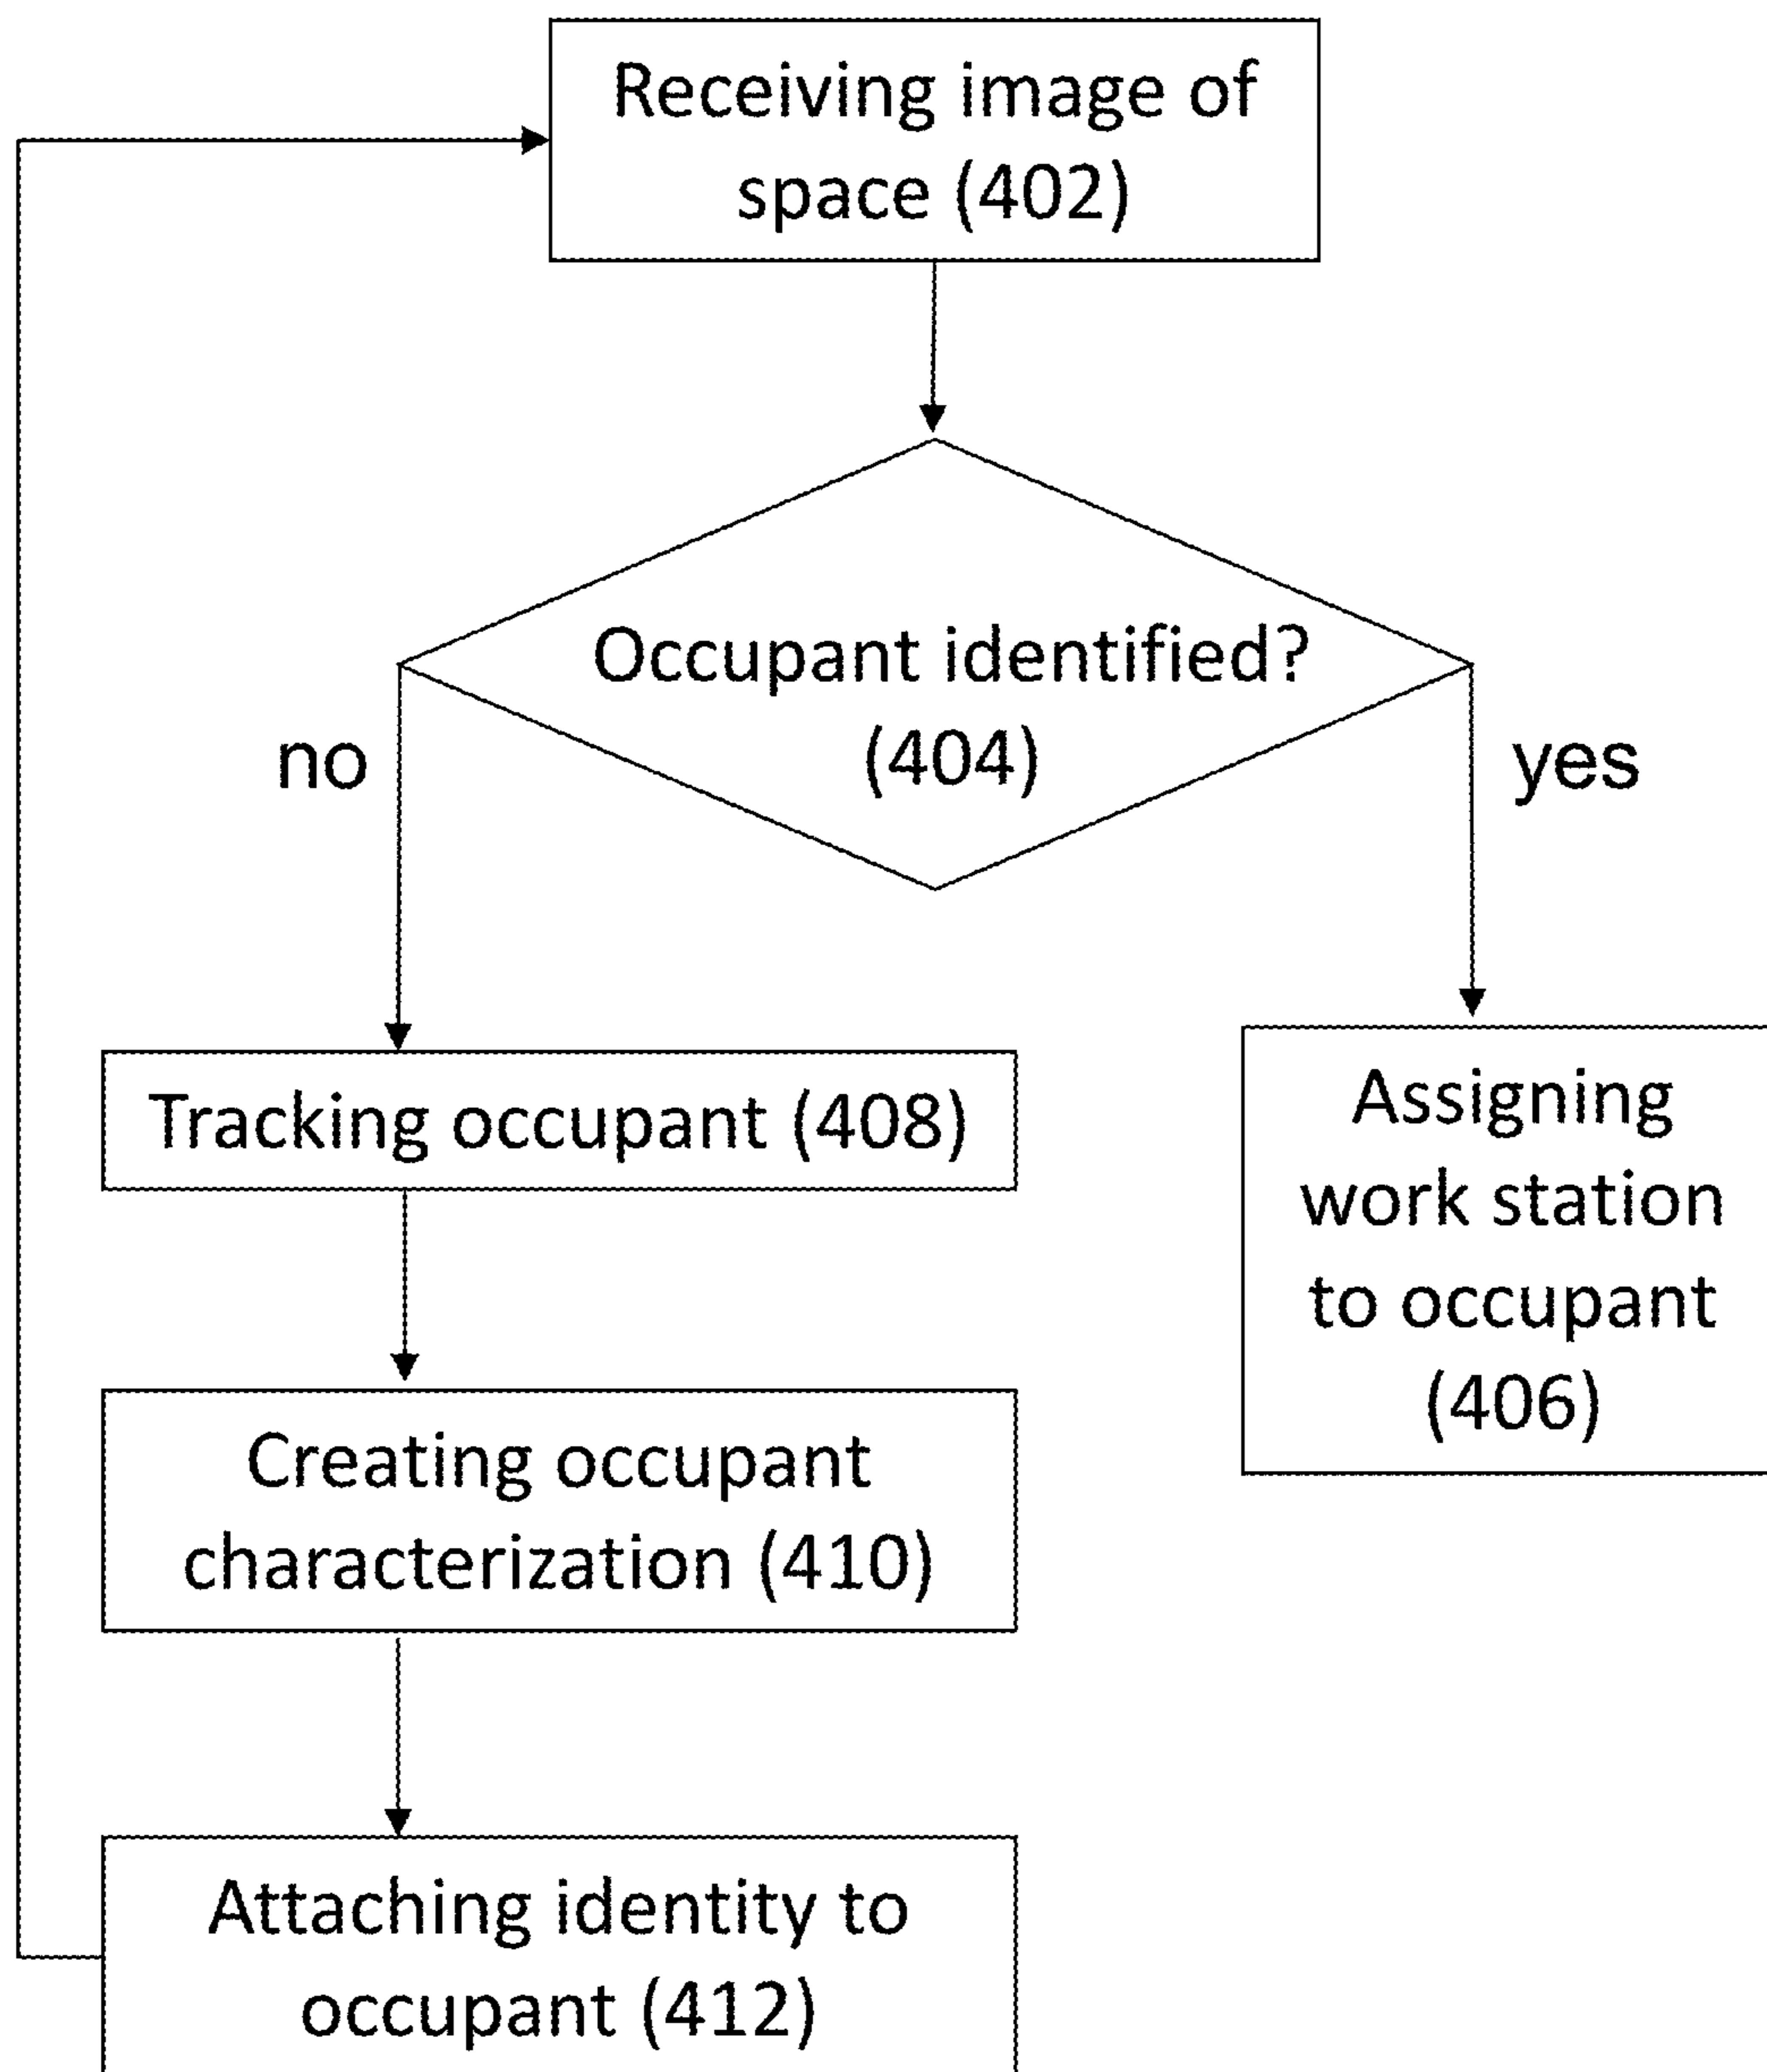 Receiving image of
space (402)
Occupant identified?
(404)
no
yes
Tracking occupant (408)
Assigning
work station
to occupant
(406)
Creating occupant
characterization (410)
Attaching identity to
occupant (412)